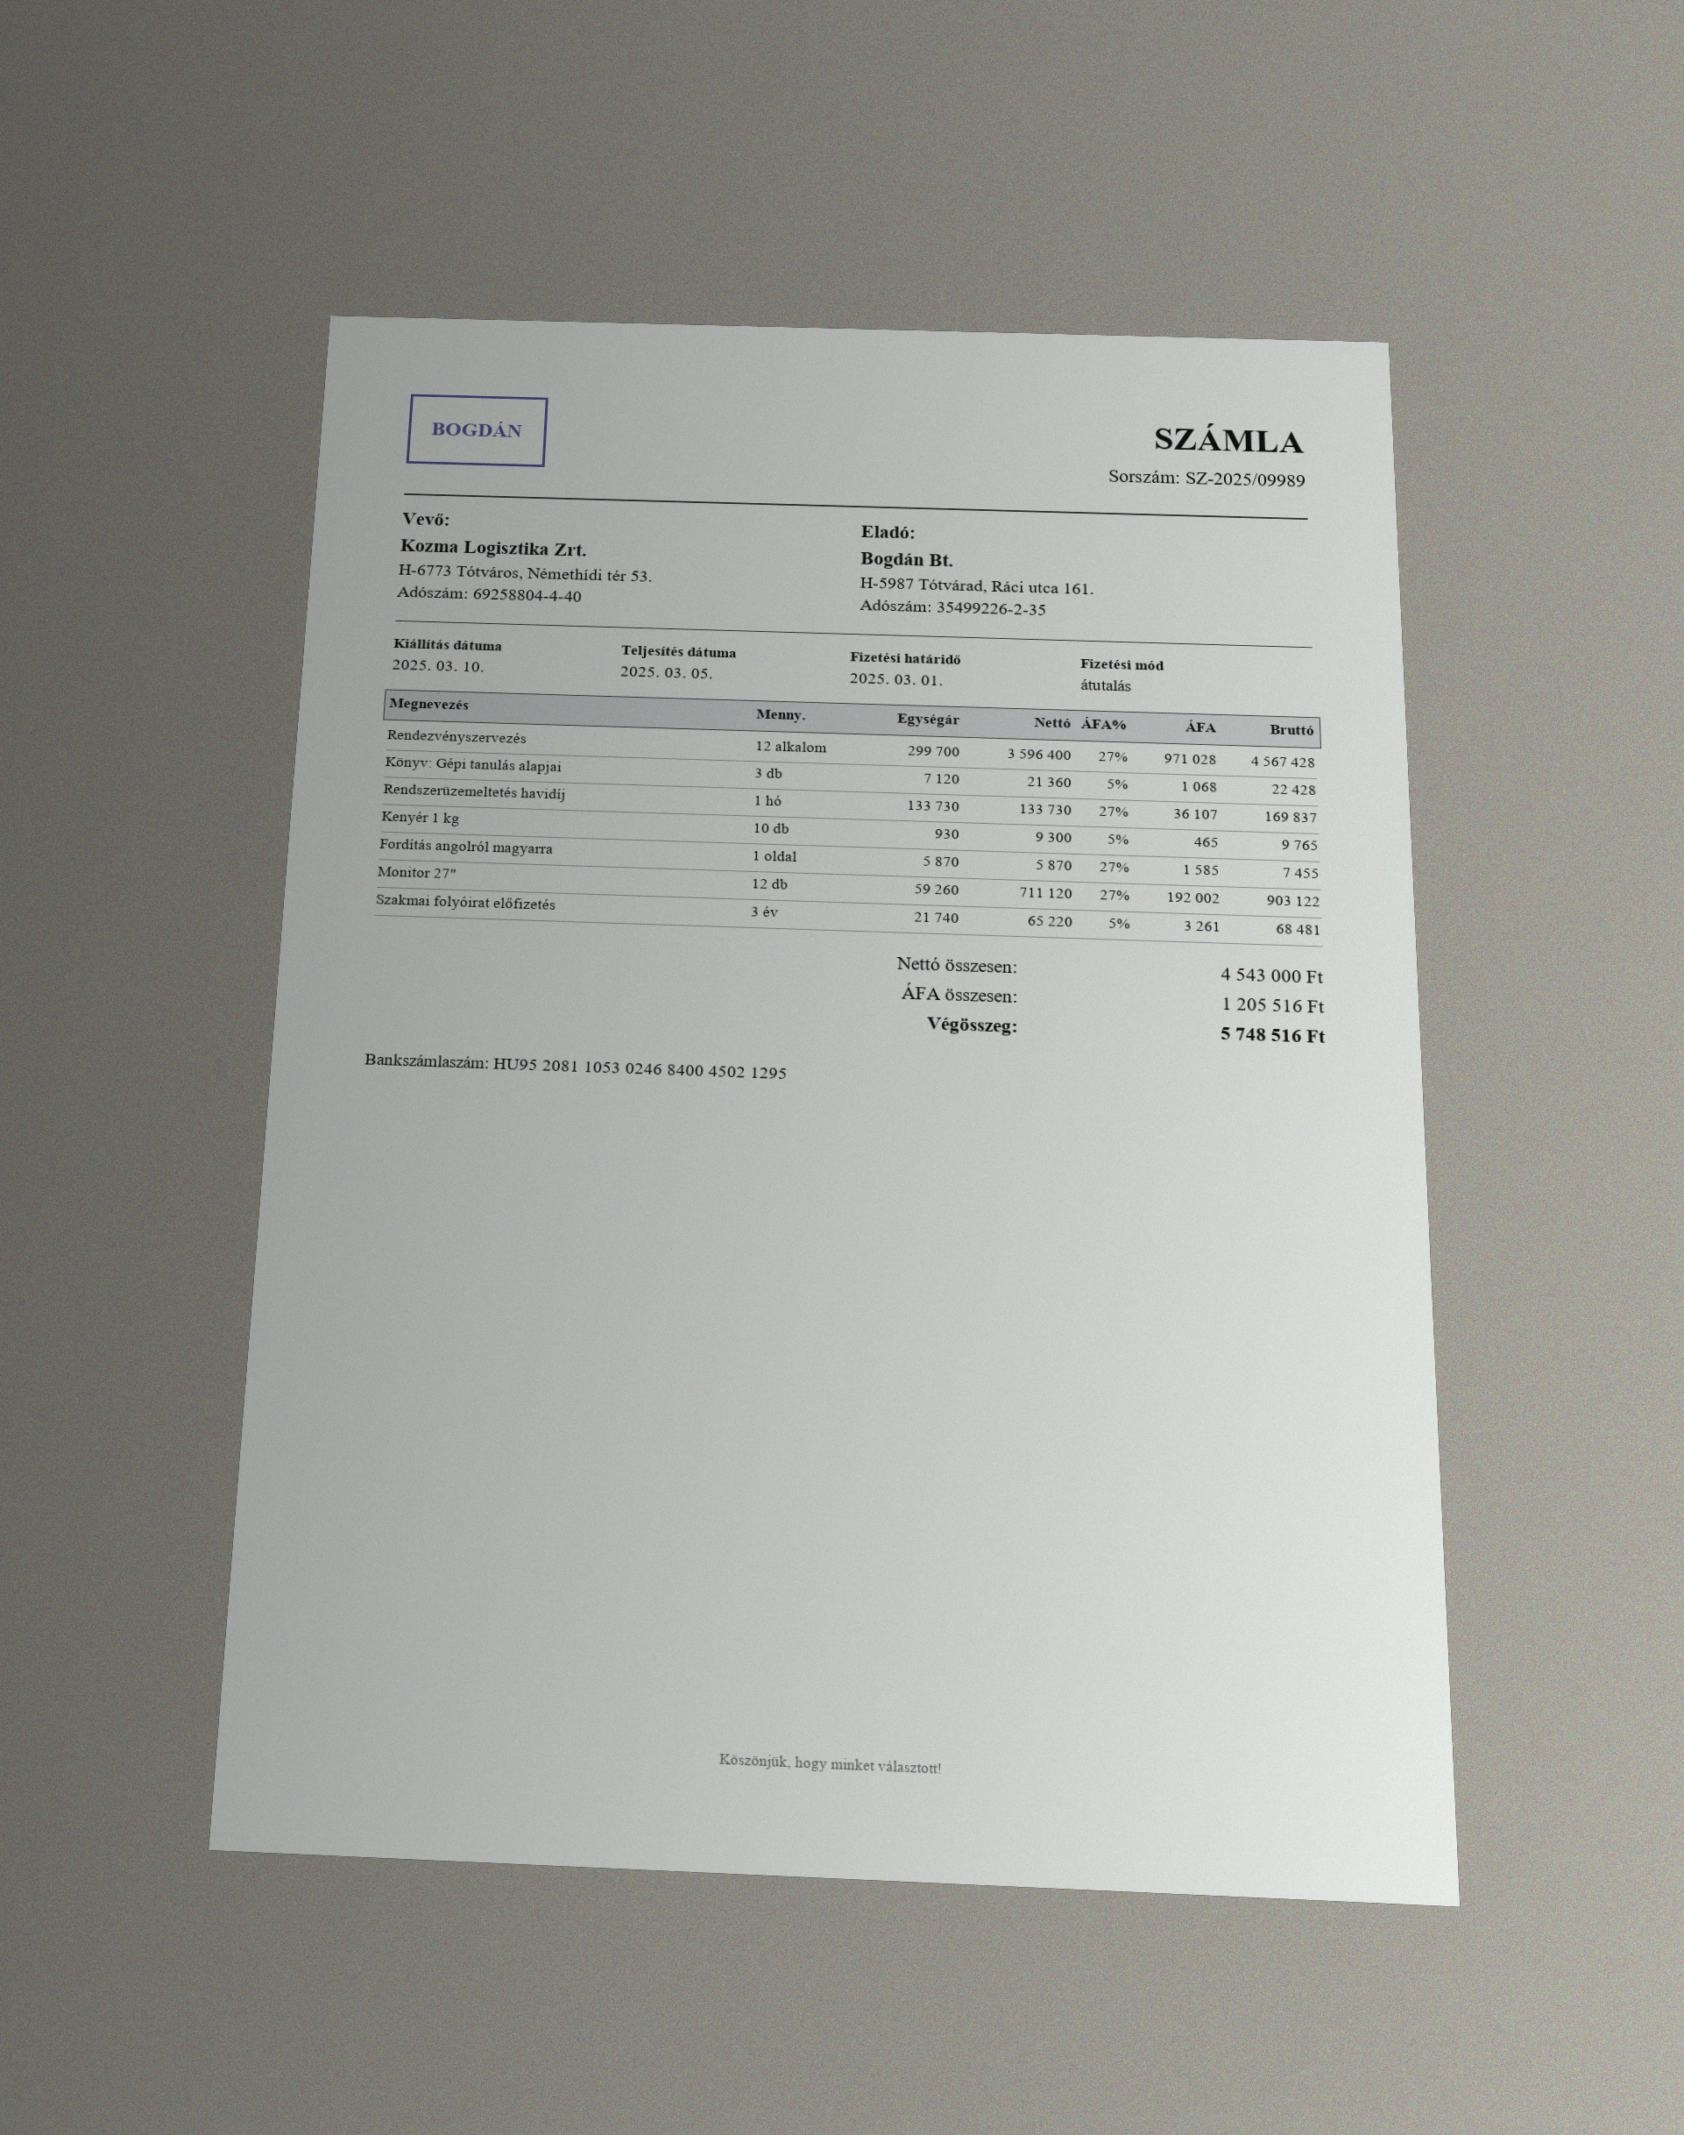 BOGDÁN
SZÁMLA
Sorszám: SZ-2025/09989
Vevő:
Kozma Logisztika Zrt.
H-6773 Tótváros, Némethídi tér 53.
Adószám: 69258804-4-40
Eladó:
Bogdán Bt.
H-5987 Tótvárad, Ráci utca 161.
Adószám: 35499226-2-35
Kiállítás dátuma Teljesítés dátuma Fizetési határidő Fizetési mód
2025. 03. 10. 2025. 03. 05. 2025. 03. 01. átutalás
Megnevezés Menny. Egységár Nettó ÁFA% ÁFA Bruttó
Rendezvényszervezés 12 alkalom 299 700 3 596 400 27% 971 028 4 567 428
Könyv: Gépi tanulás alapjai 3 db 7 120 21 360 5% 1 068 22 428
Rendszerüzemeltetés havidíj 1 hó 133 730 133 730 27% 36 107 169 837
Kenyér 1 kg 10 db 930 9 300 5% 465 9 765
Fordítás angolról magyarra 1 oldal 5 870 5 870 27% 1 585 7 455
Monitor 27" 12 db 59 260 711 120 27% 192 002 903 122
Szakmai folyóirat előfizetés 3 év 21 740 65 220 5% 3 261 68 481
Nettó összesen: 4 543 000 Ft
ÁFA összesen: 1 205 516 Ft
Végösszeg: 5 748 516 Ft
Bankszámlaszám: HU95 2081 1053 0246 8400 4502 1295
Köszönjük, hogy minket választott!